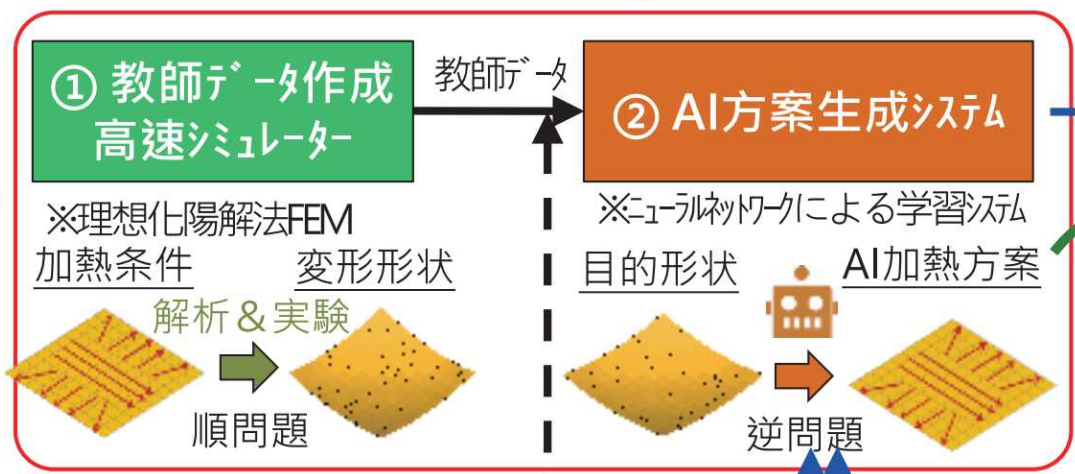 ① 教師ﾃﾞｰﾀ作成
高速ｼﾐｭﾚｰﾀｰ
教師ﾃﾞｰﾀ
② AI方案生成ｼｽﾃﾑ
※理想化陽解法FEM
※ﾆｭｰﾗﾙﾈｯﾄﾜｰｸによる学習ｼｽﾃﾑ
加熱条件
変形形状
解析＆実験
順問題
目的形状
AI加熱方案
逆問題